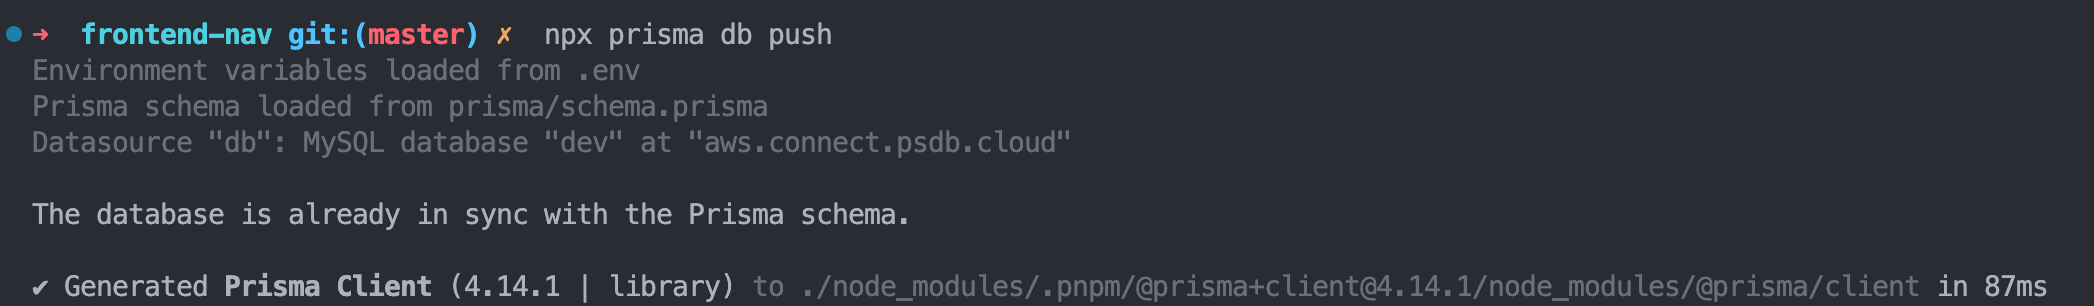 ➜ frontend-nav git:(master) ✗ npx prisma db push
Environment variables loaded from .env
Prisma schema loaded from prisma/schema.prisma
Datasource "db": MySQL database "dev" at "aws.connect.psdb.cloud"
The database is already in sync with the Prisma schema.
✔ Generated Prisma Client (4.14.1 | library) to ./node_modules/.pnpm/@prisma+client@4.14.1/node_modules/@prisma/client in 87ms